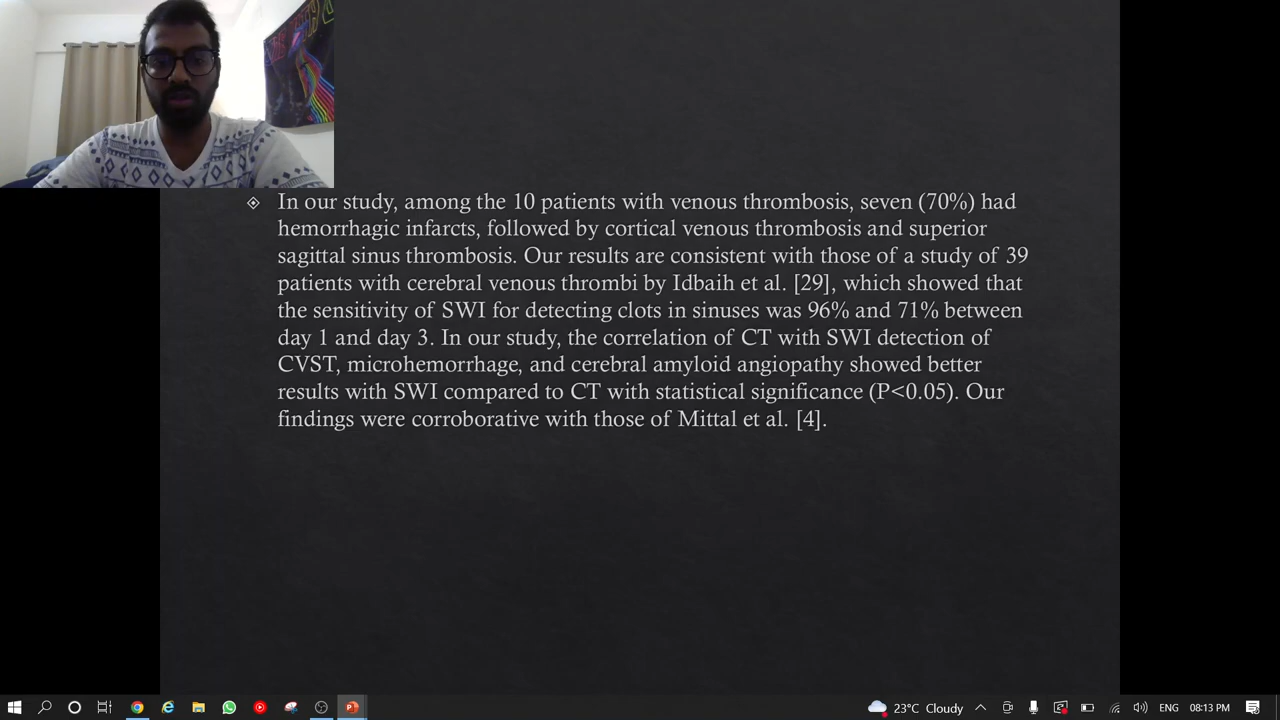 In our study, among the 10 patients with venous thrombosis, seven (70%) had
hemorrhagic infarcts, followed by cortical venous thrombosis and superior
sagittal sinus thrombosis. Our results are consistent with those of a study of 39
patients with cerebral venous thrombi by Idbaih et al. [29], which showed that
the sensitivity of SWI for detecting clots in sinuses was 96% and 71% between
day 1 and day 3. In our study, the correlation of CT with SWI detection of
CVST, microhemorrhage, and cerebral amyloid angiopathy showed better
results with SWI compared to CT with statistical significance (P<0.05). Our
findings were corroborative with those of Mittal et al. [4].
23°C Cloudy ENG 08:13 PM